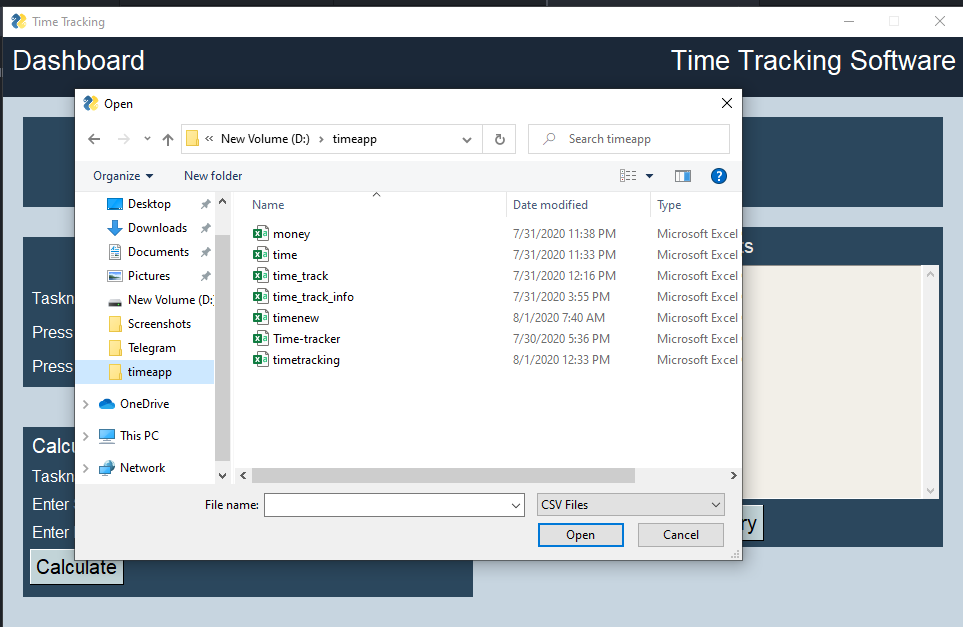 Time Tracking
Dashboard
Time Tracking Software
Open
« New Volume (D:) › timeapp
Search timeapp
Organize
New folder
?
Desktop
Downloads
Documents
Pictures
New Volume (D:
Screenshots
Telegram
timeapp
OneDrive
This PC
Network
Name Date modified Type
money 7/31/2020 11:38 PM Microsoft Excel
time 7/31/2020 11:33 PM Microsoft Excel
time_track 7/31/2020 12:16 PM Microsoft Excel
time_track_info 7/31/2020 3:55 PM Microsoft Excel
timenew 8/1/2020 7:40 AM Microsoft Excel
Time-tracker 7/30/2020 5:36 PM Microsoft Excel
timetracking 8/1/2020 12:33 PM Microsoft Excel
File name:
CSV Files
Open
Cancel
Taskn
Press
Press
Calcu
Taskn
Enter
Enter
Calculate
ts
ry